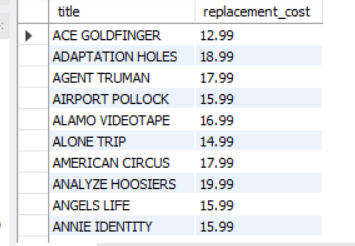 title replacement_cost
ACE GOLDFINGER 12.99
ADAPTATION HOLES 18.99
AGENT TRUMAN 17.99
AIRPORT POLLOCK 15.99
ALAMO VIDEOTAPE 16.99
ALONE TRIP 14.99
AMERICAN CIRCUS 17.99
ANALYZE HOOSIERS 19.99
ANGELS LIFE 15.99
ANNIE IDENTITY 15.99